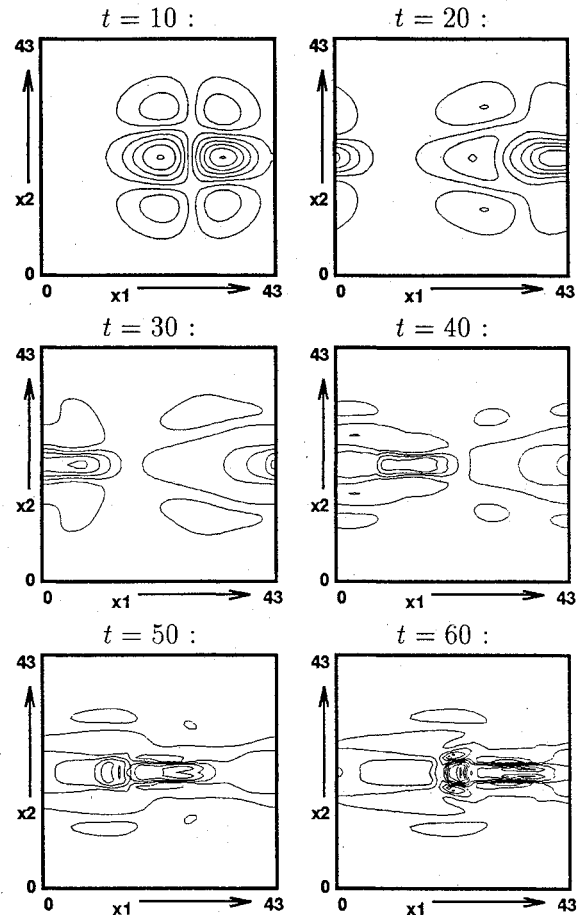 t = 10 :
t = 20 :
43
43
x2
x2
0
0
0 x1 43
0 x1 43
t = 30 :
t = 40 :
43
43
x2
x2
0
0
0 x1 43
0 x1 43
t = 50 :
t = 60 :
43
43
x2
x2
0
0
0 x1 43
0 x1 43